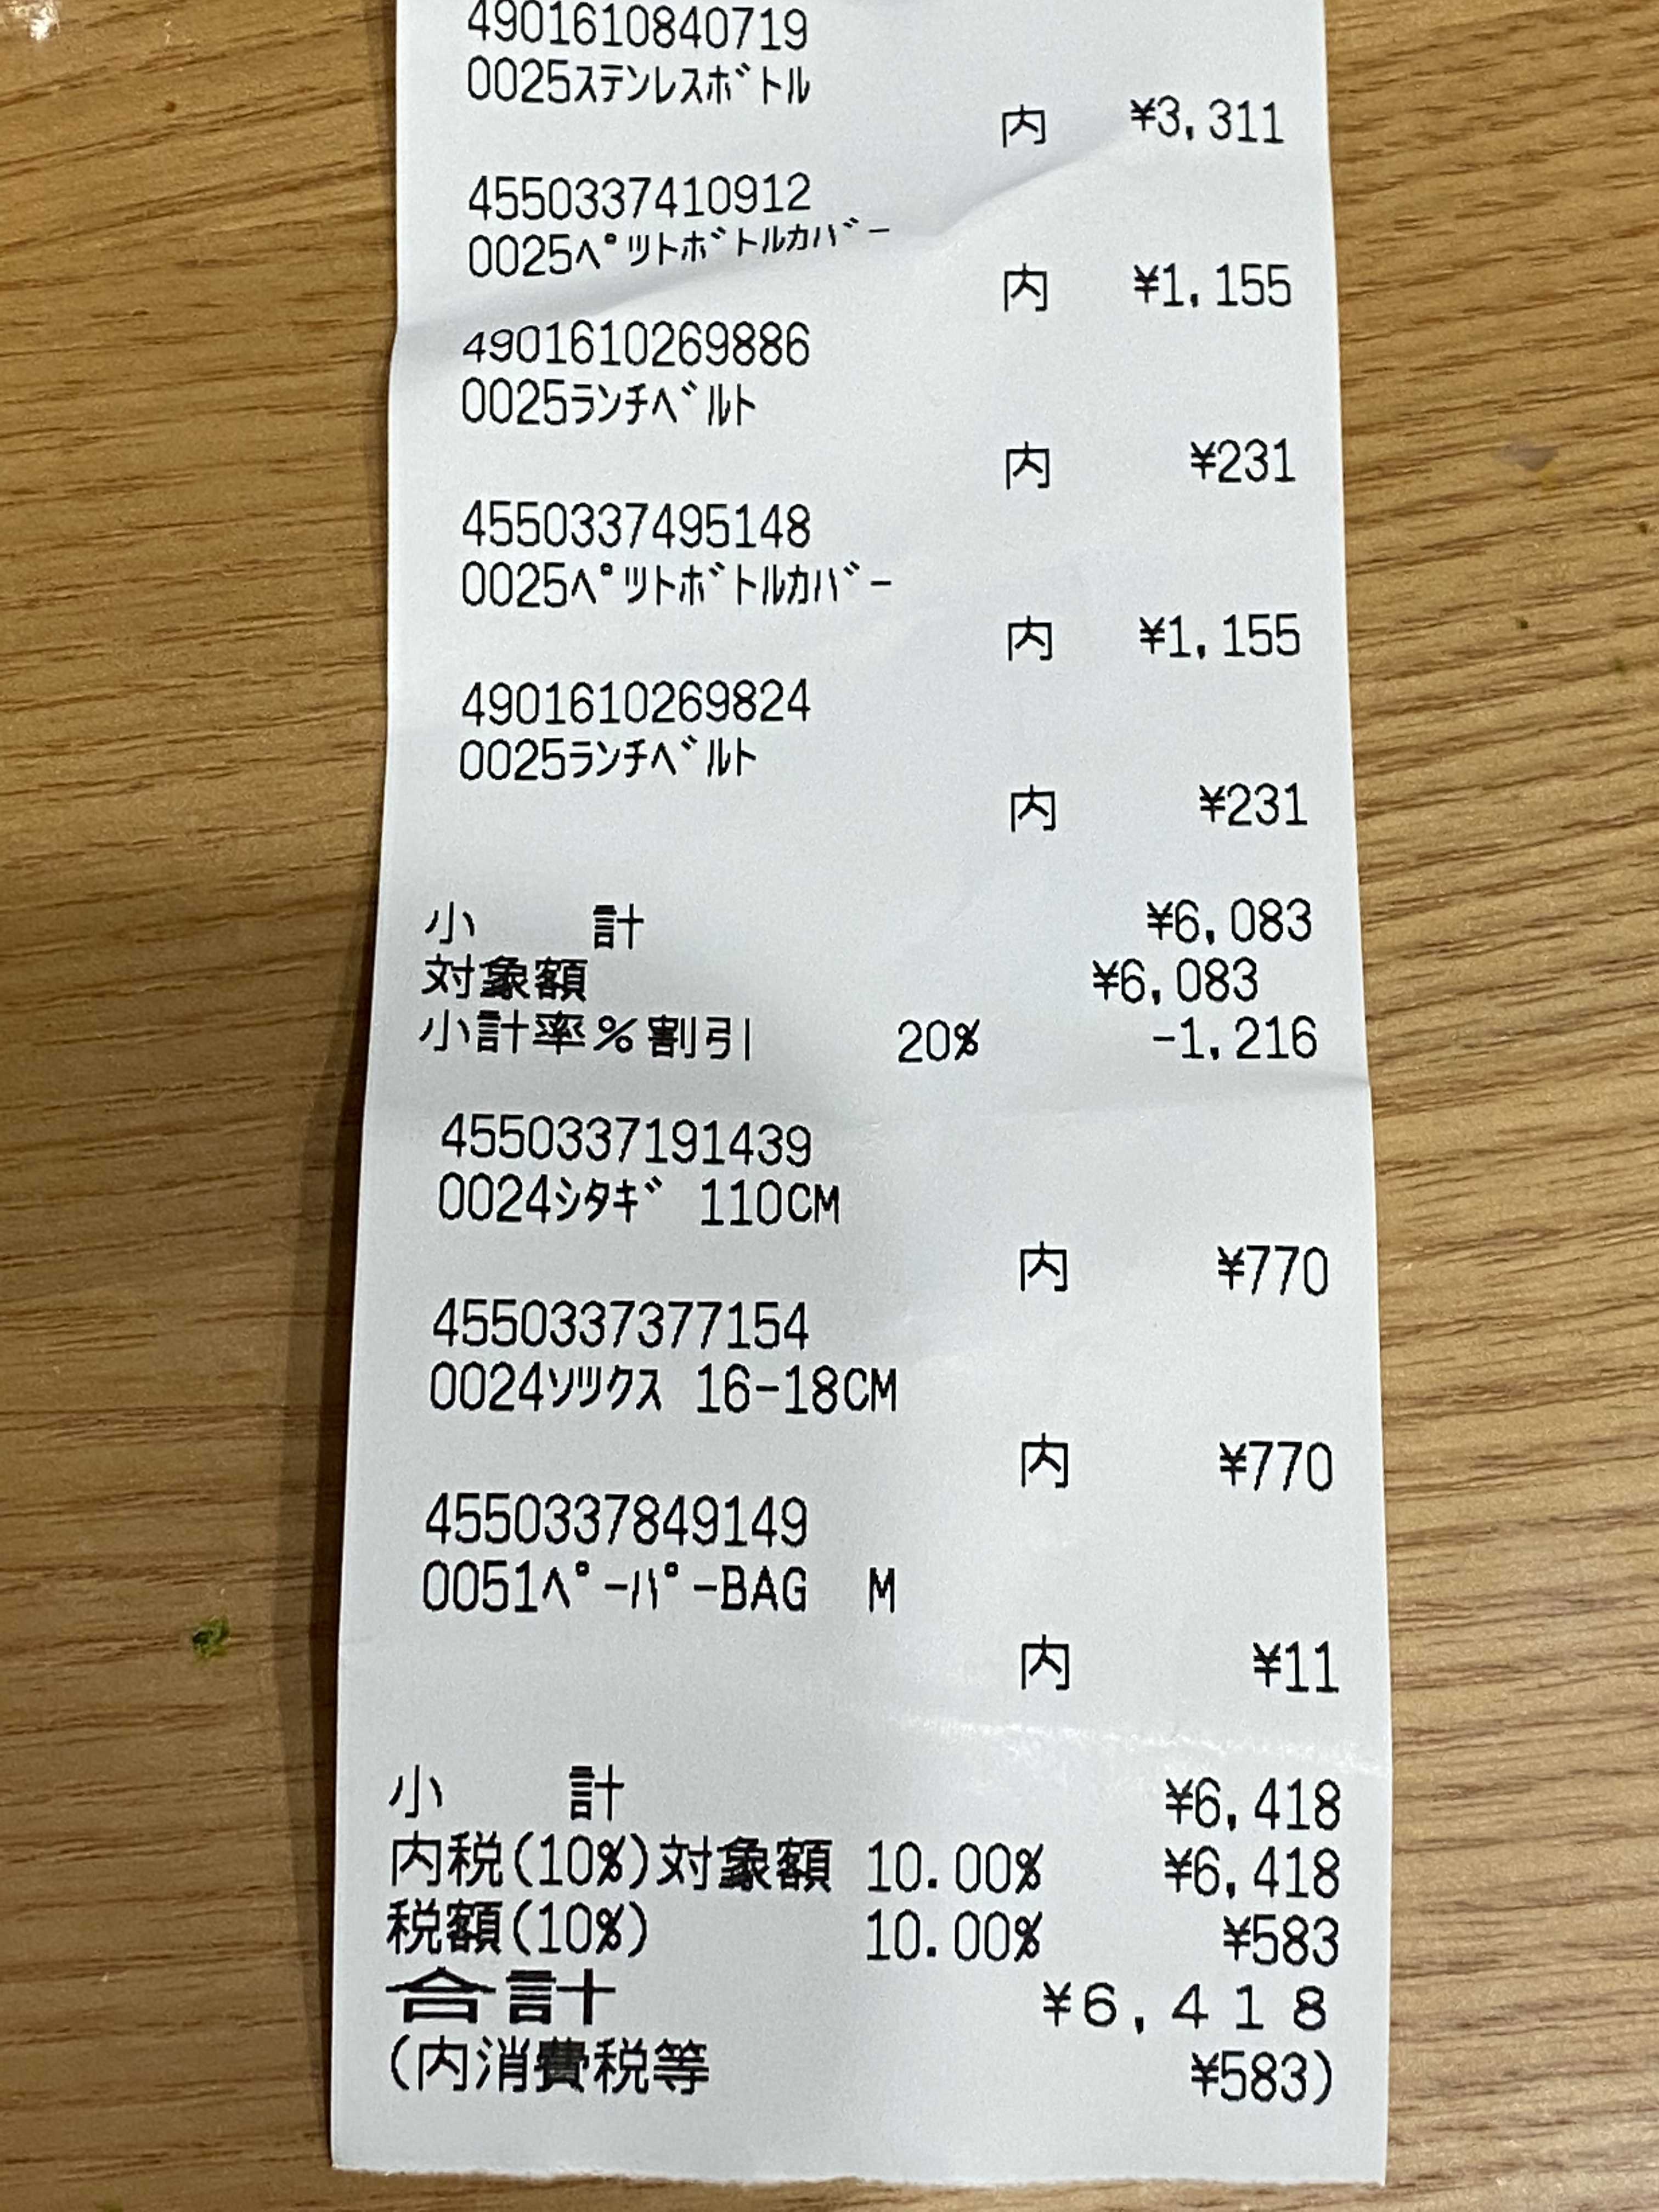 4901610840719
0025ｽﾃﾝﾚｽﾎﾞﾄﾙ
内 ¥3,311
4550337410912
0025ﾍﾟﾂﾄﾎﾞﾄﾙｶﾊﾞｰ
内 ¥1,155
4901610269886
0025ﾗﾝﾁﾍﾞﾙﾄ
内 ¥231
4550337495148
0025ﾍﾟﾂﾄﾎﾞﾄﾙｶﾊﾞｰ
内 ¥1,155
4901610269824
0025ﾗﾝﾁﾍﾞﾙﾄ
内 ¥231
小 計 ¥6,083
対象額 ¥6,083
小計率%割引 20% -1,216
4550337191439
0024ｼﾀｷﾞ 110CM
内 ¥770
4550337377154
0024ｿﾂｸｽ 16-18CM
内 ¥770
4550337849149
0051ﾍﾟｰﾊﾟｰBAG M
内 ¥11
小 計 ¥6,418
内税(10%)対象額 10.00% ¥6,418
税額(10%) 10.00% ¥583
合計 ¥6,418
(内消費税等 ¥583)